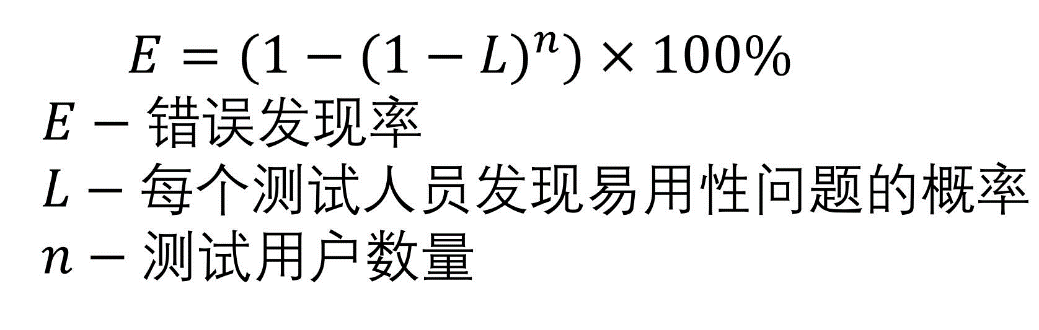 E = (1 − (1 − L)ⁿ) × 100%
E − 错误发现率
L − 每个测试人员发现易用性问题的概率
n − 测试用户数量